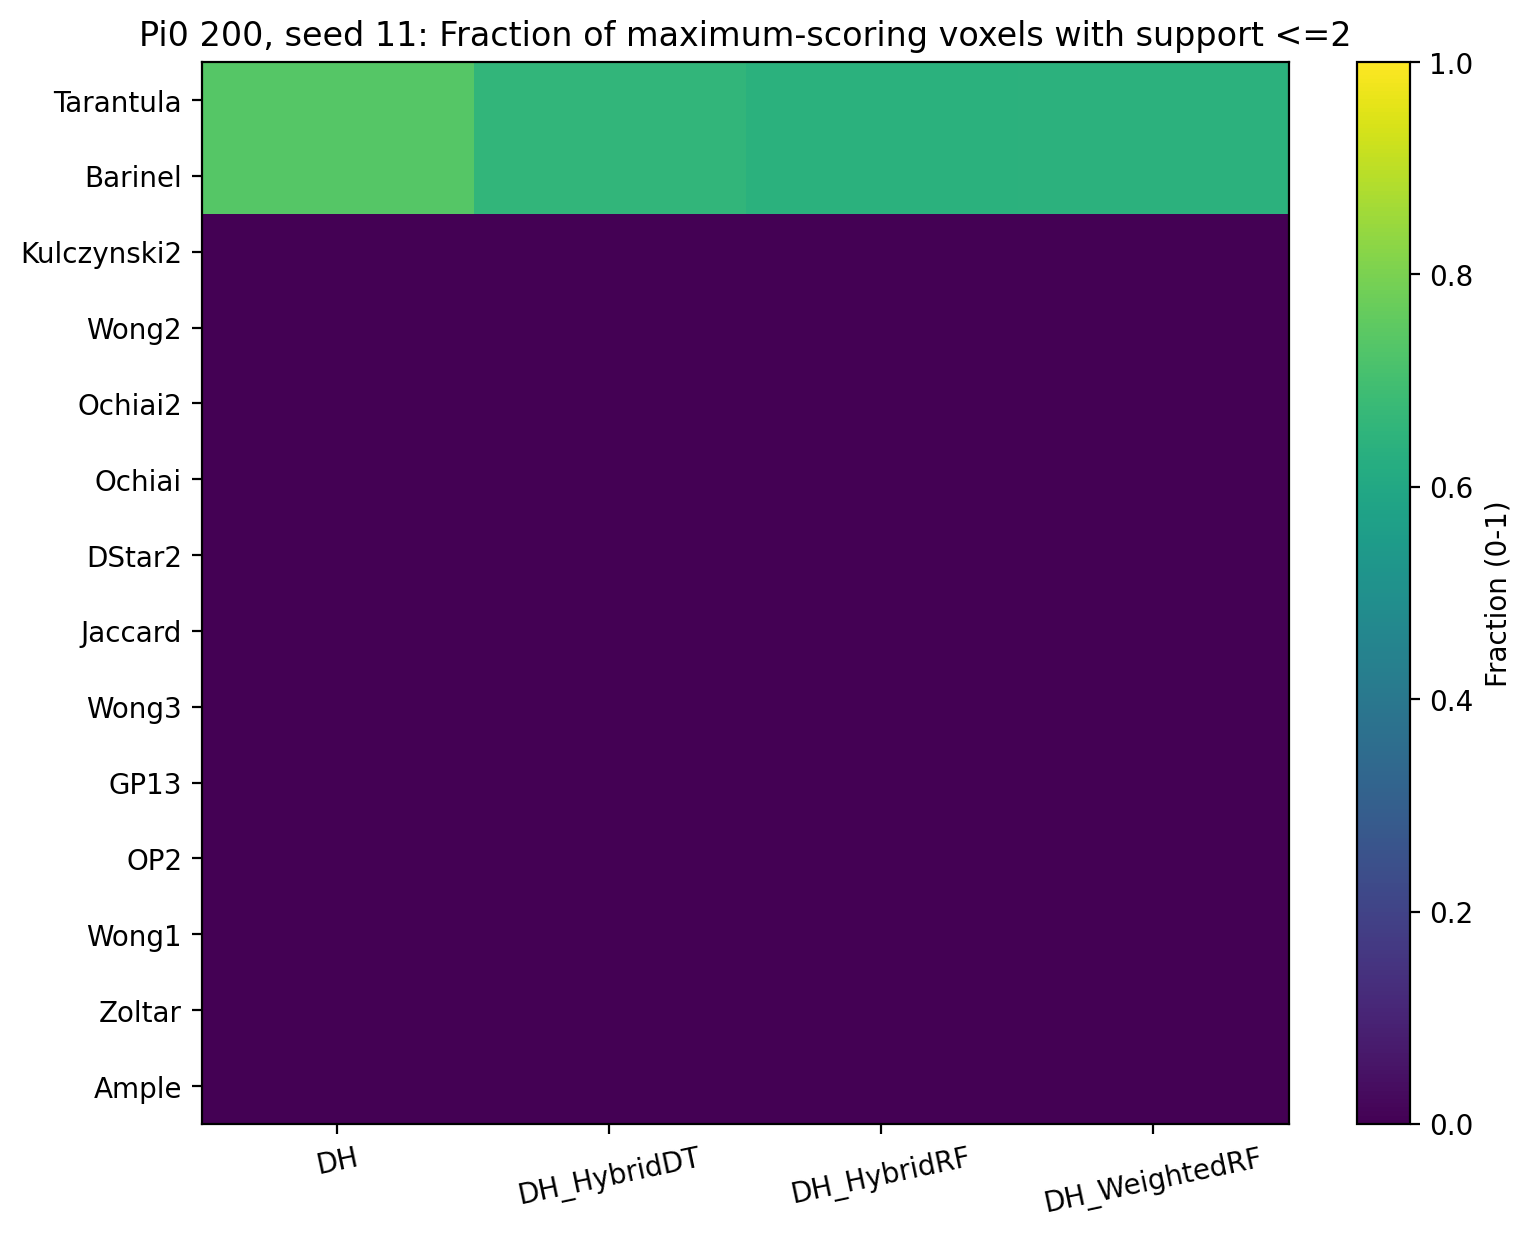 Pi0 200, seed 11: Fraction of maximum-scoring voxels with support <=2
Tarantula
Barinel
Kulczynski2
Wong2
Ochiai2
Ochiai
DStar2
Jaccard
Wong3
GP13
OP2
Wong1
Zoltar
Ample
DH
DH_HybridDT
DH_HybridRF
DH_WeightedRF
1.0
0.8
0.6
0.4
0.2
0.0
Fraction (0-1)